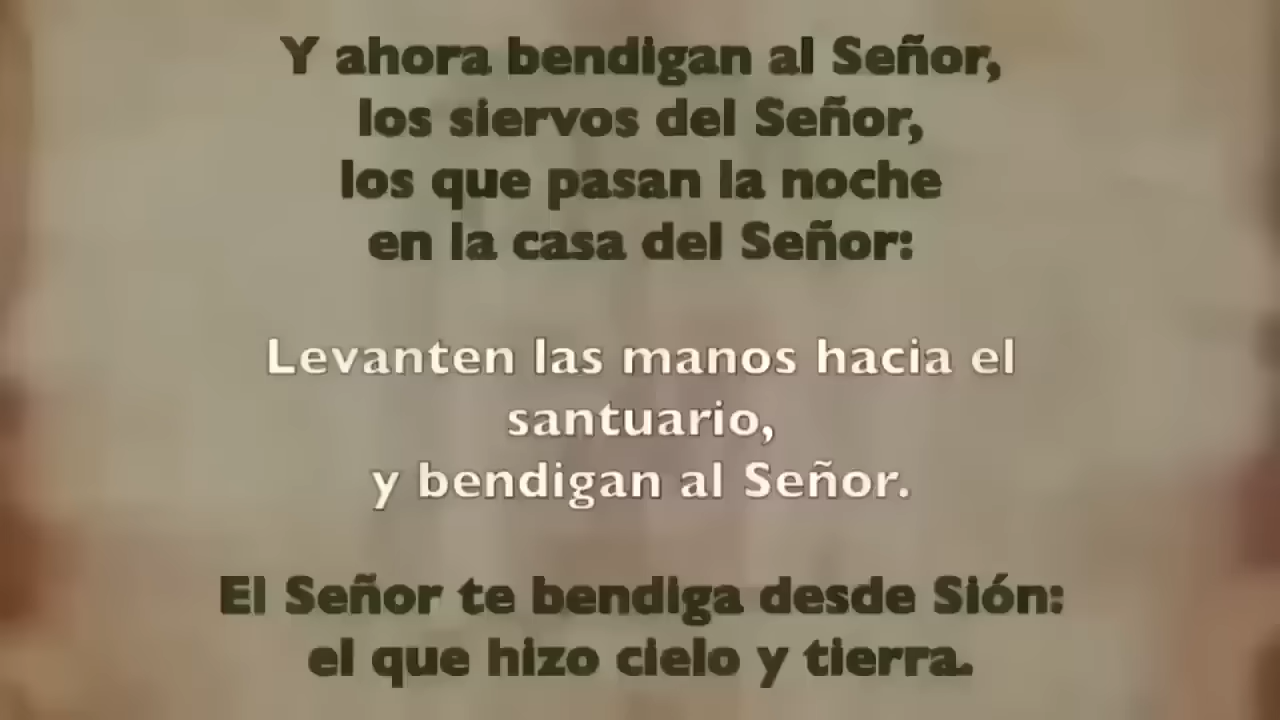 Y ahora bendigan al Señor,
los siervos del Señor,
los que pasan la noche
en la casa del Señor:
Levanten las manos hacia el
santuario,
y bendigan al Señor.
El Señor te bendiga desde Sión:
el que hizo cielo y tierra.